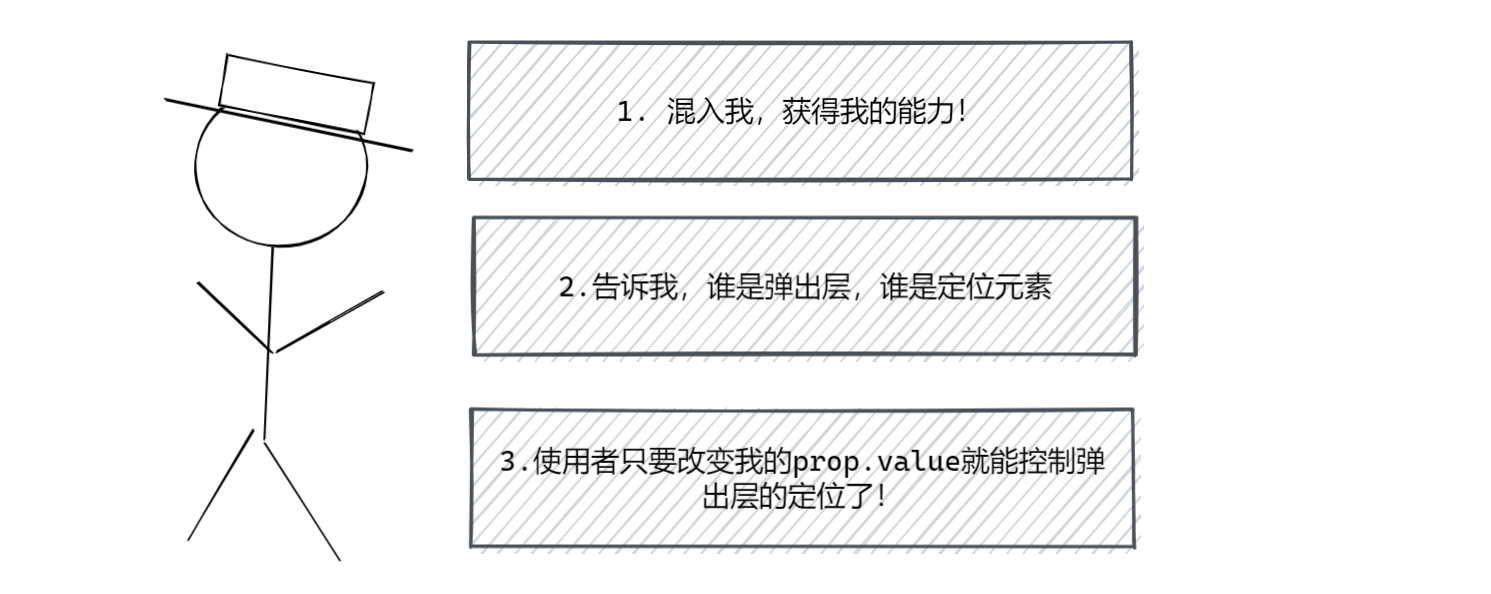 1. 混入我，获得我的能力！
2.告诉我，谁是弹出层，谁是定位元素
3.使用者只要改变我的prop.value就能控制弹
出层的定位了！